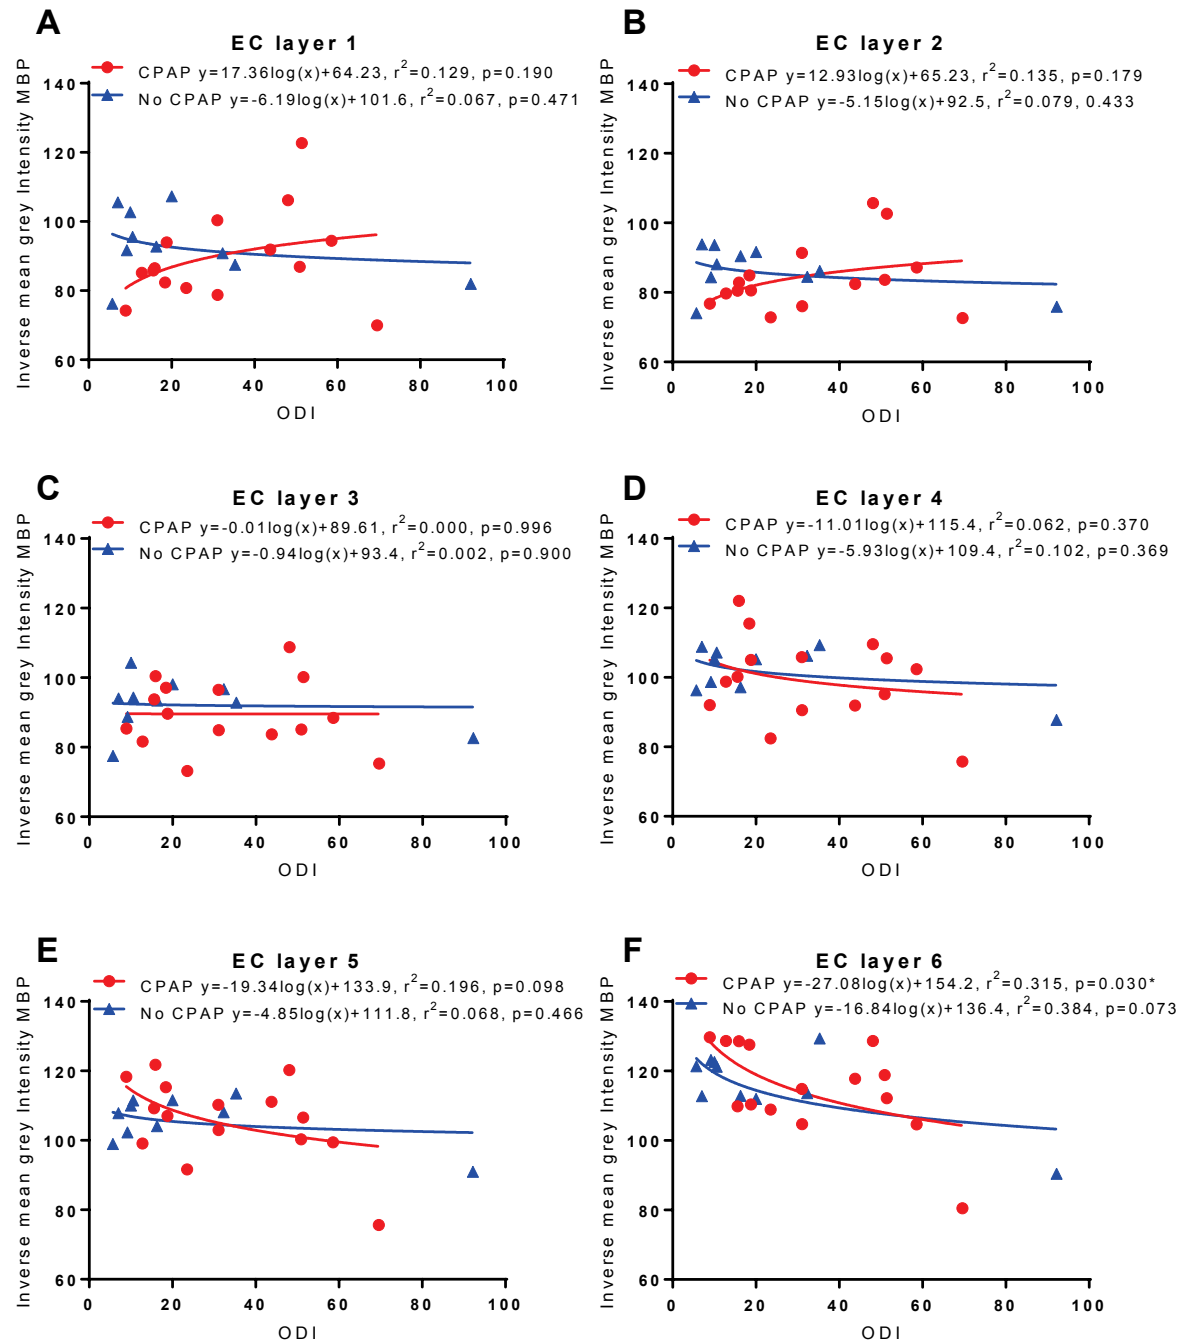 A
EC layer 1
CPAP y=17.36log(x)+64.23, r²=0.129, p=0.190
No CPAP y=-6.19log(x)+101.6, r²=0.067, p=0.471
Inverse mean grey Intensity MBP
140
120
100
80
60
0 20 40 60 80 100
ODI
B
EC layer 2
CPAP y=12.93log(x)+65.23, r²=0.135, p=0.179
No CPAP y=-5.15log(x)+92.5, r²=0.079, 0.433
Inverse mean grey Intensity MBP
140
120
100
80
60
0 20 40 60 80 100
ODI
C
EC layer 3
CPAP y=-0.01log(x)+89.61, r²=0.000, p=0.996
No CPAP y=-0.94log(x)+93.4, r²=0.002, p=0.900
Inverse mean grey Intensity MBP
140
120
100
80
60
0 20 40 60 80 100
ODI
D
EC layer 4
CPAP y=-11.01log(x)+115.4, r²=0.062, p=0.370
No CPAP y=-5.93log(x)+109.4, r²=0.102, p=0.369
Inverse mean grey Intensity MBP
140
120
100
80
60
0 20 40 60 80 100
ODI
E
EC layer 5
CPAP y=-19.34log(x)+133.9, r²=0.196, p=0.098
No CPAP y=-4.85log(x)+111.8, r²=0.068, p=0.466
Inverse mean grey Intensity MBP
140
120
100
80
60
0 20 40 60 80 100
ODI
F
EC layer 6
CPAP y=-27.08log(x)+154.2, r²=0.315, p=0.030*
No CPAP y=-16.84log(x)+136.4, r²=0.384, p=0.073
Inverse mean grey Intensity MBP
140
120
100
80
60
0 20 40 60 80 100
ODI